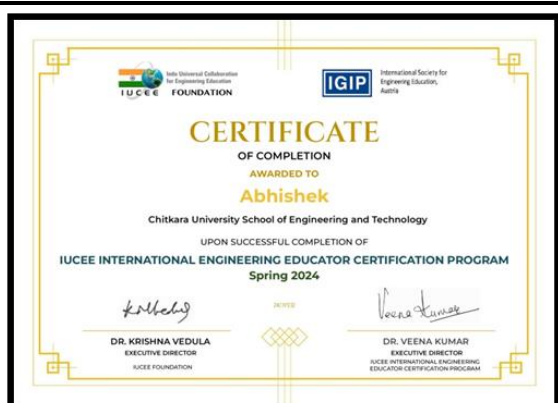 Indo Universal Collaboration
for Engineering Education
IUCEE FOUNDATION
IGIP
International Society for
Engineering Education,
Austria
CERTIFICATE
OF COMPLETION
AWARDED TO
Abhishek
Chitkara University School of Engineering and Technology
UPON SUCCESSFUL COMPLETION OF
IUCEE INTERNATIONAL ENGINEERING EDUCATOR CERTIFICATION PROGRAM
Spring 2024
Veena Kumar
DR. KRISHNA VEDULA
EXECUTIVE DIRECTOR
IUCEE FOUNDATION
DR. VEENA KUMAR
EXECUTIVE DIRECTOR
IUCEE INTERNATIONAL ENGINEERING
EDUCATOR CERTIFICATION PROGRAM